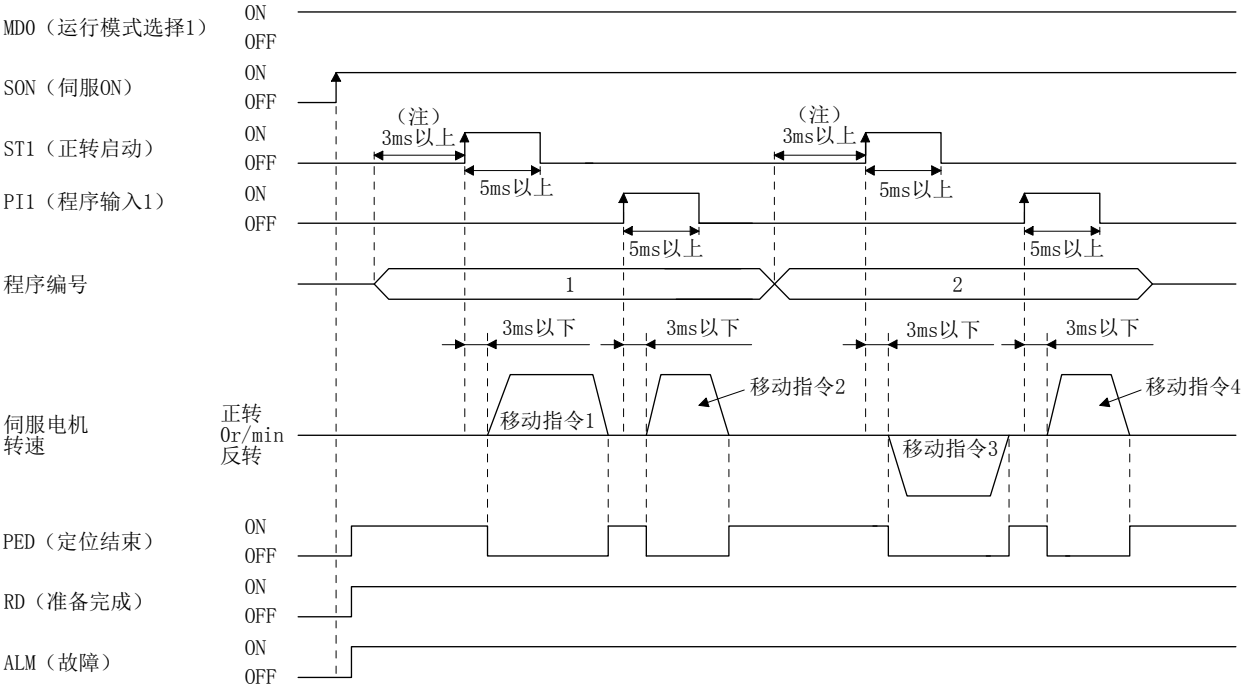 MD0（运行模式选择1）
ON
OFF
SON（伺服ON）
ON
OFF
ST1（正转启动）
ON
OFF
（注）
3ms以上
5ms以上
（注）
3ms以上
5ms以上
PI1（程序输入1）
ON
OFF
5ms以上
5ms以上
程序编号
1
2
3ms以下
3ms以下
3ms以下
3ms以下
伺服电机
转速
正转
0r/min
反转
移动指令1
移动指令2
移动指令3
移动指令4
PED（定位结束）
ON
OFF
RD（准备完成）
ON
OFF
ALM（故障）
ON
OFF